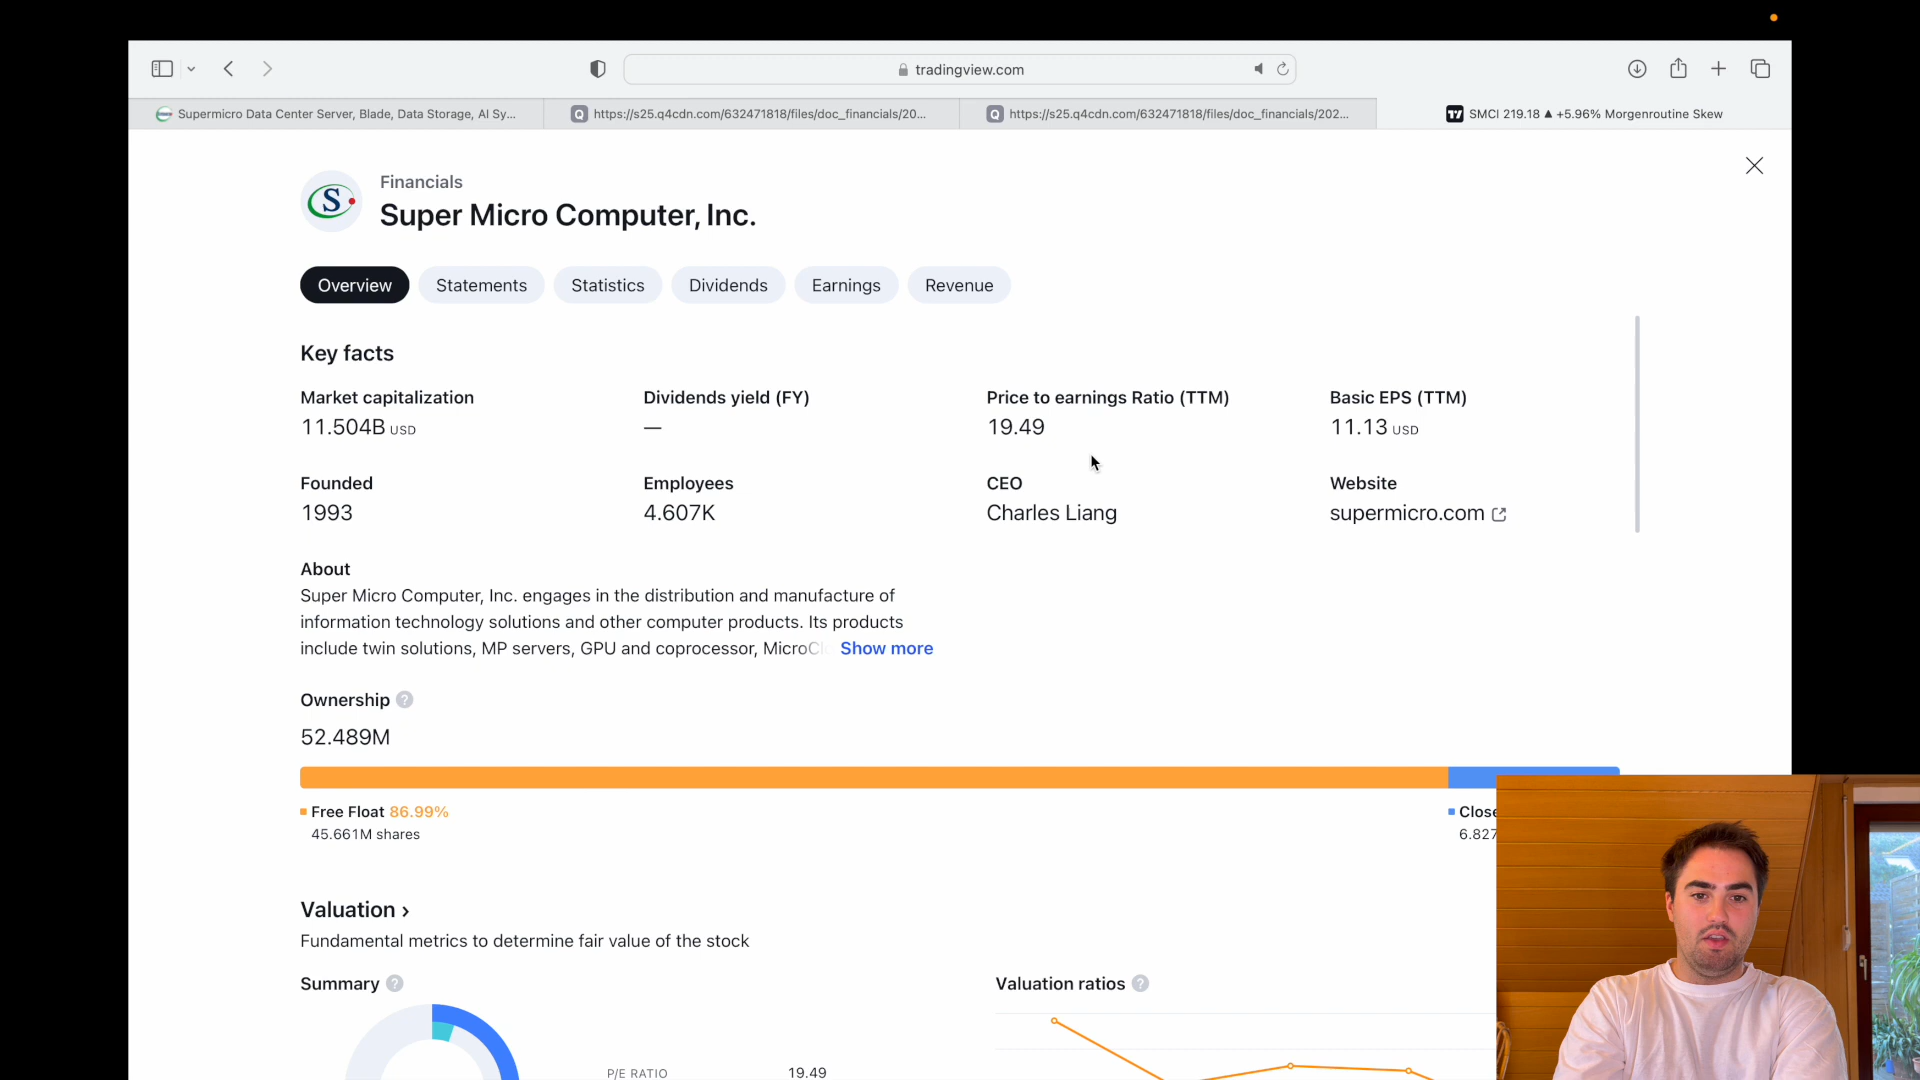 tradingview.com
Supermicro Data Center Server, Blade, Data Storage, AI Sy...
Q https://s25.q4cdn.com/632471818/files/doc_financials/20...
Q https://s25.q4cdn.com/632471818/files/doc_financials/202...
SMCI 219.18 ▲ +5.96% Morgenroutine Skew
S
Financials
Super Micro Computer, Inc.
Overview
Statements
Statistics
Dividends
Earnings
Revenue
Key facts
Market capitalization
11.504B USD
Dividends yield (FY)
—
Price to earnings Ratio (TTM)
19.49
Basic EPS (TTM)
11.13 USD
Founded
1993
Employees
4.607K
CEO
Charles Liang
Website
supermicro.com
About
Super Micro Computer, Inc. engages in the distribution and manufacture of
information technology solutions and other computer products. Its products
include twin solutions, MP servers, GPU and coprocessor, MicroCl Show more
Ownership ?
52.489M
Free Float 86.99%
45.661M shares
Close
6.827
Valuation ›
Fundamental metrics to determine fair value of the stock
Summary ?
P/E RATIO 19.49
Valuation ratios ?